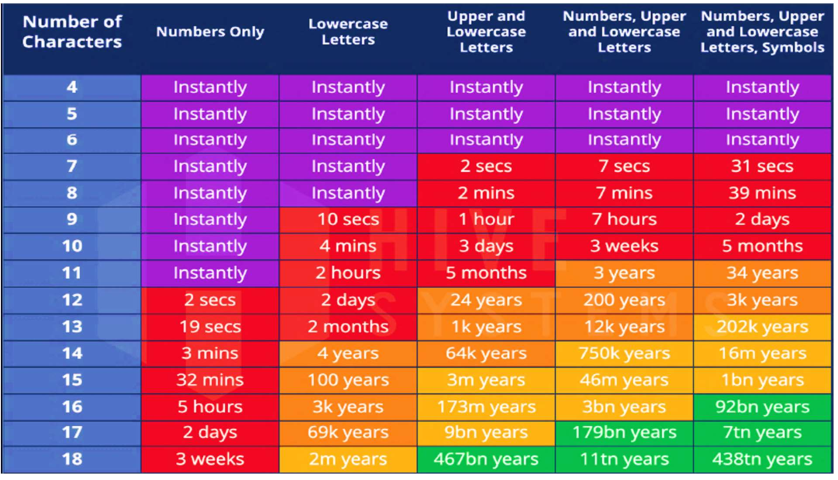 Number of Characters Numbers Only Lowercase Letters Upper and Lowercase Letters Numbers, Upper and Lowercase Letters Numbers, Upper and Lowercase Letters, Symbols
4 Instantly Instantly Instantly Instantly Instantly
5 Instantly Instantly Instantly Instantly Instantly
6 Instantly Instantly Instantly Instantly Instantly
7 Instantly Instantly 2 secs 7 secs 31 secs
8 Instantly Instantly 2 mins 7 mins 39 mins
9 Instantly 10 secs 1 hour 7 hours 2 days
10 Instantly 4 mins 3 days 3 weeks 5 months
11 Instantly 2 hours 5 months 3 years 34 years
12 2 secs 2 days 24 years 200 years 3k years
13 19 secs 2 months 1k years 12k years 202k years
14 3 mins 4 years 64k years 750k years 16m years
15 32 mins 100 years 3m years 46m years 1bn years
16 5 hours 3k years 173m years 3bn years 92bn years
17 2 days 69k years 9bn years 179bn years 7tn years
18 3 weeks 2m years 467bn years 11tn years 438tn years
HIVE
SYSTEMS